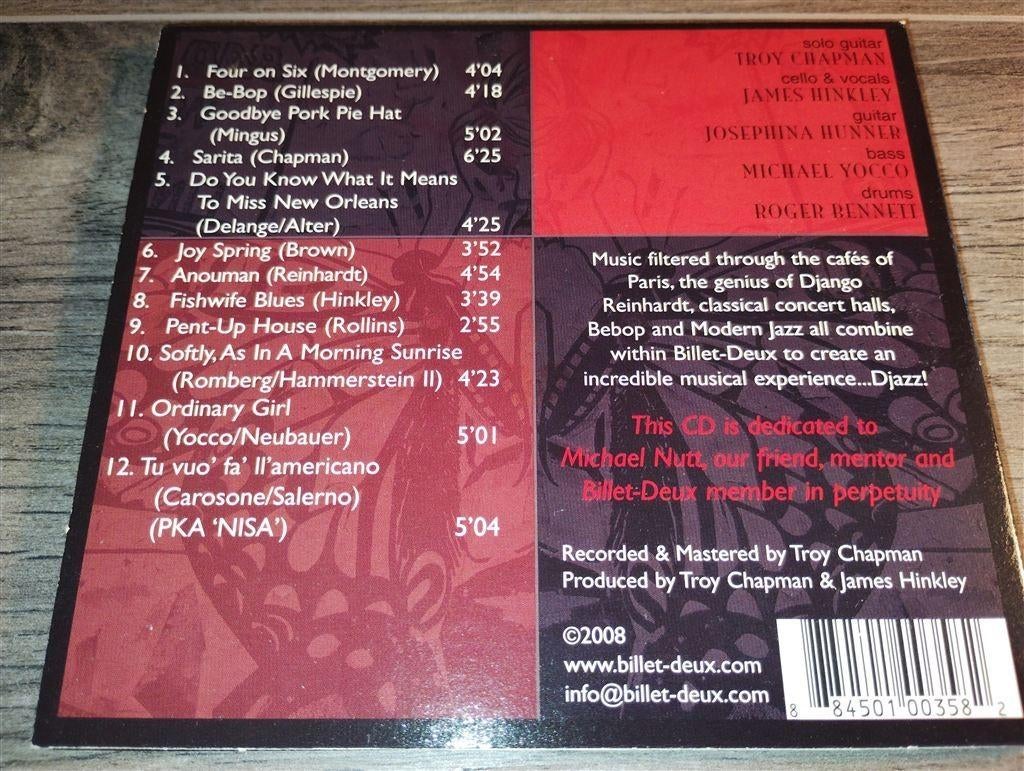 1. Four on Six (Montgomery) 4'04
2. Be-Bop (Gillespie) 4'18
3. Goodbye Pork Pie Hat
(Mingus) 5'02
4. Sarita (Chapman) 6'25
5. Do You Know What It Means
To Miss New Orleans
(Delange/Alter) 4'25
6. Joy Spring (Brown) 3'52
7. Anouman (Reinhardt) 4'54
8. Fishwife Blues (Hinkley) 3'39
9. Pent-Up House (Rollins) 2'55
10. Softly, As In A Morning Sunrise
(Romberg/Hammerstein II) 4'23
11. Ordinary Girl
(Yocco/Neubauer) 5'01
12. Tu vuo' fa' ll'americano
(Carosone/Salerno)
(PKA 'NISA') 5'04
solo guitar
TROY CHAPMAN
cello & vocals
JAMES HINKLEY
guitar
JOSEPHINA HUNNER
bass
MICHAEL YOCCO
drums
ROGER BENNETT
Music filtered through the cafés of
Paris, the genius of Django
Reinhardt, classical concert halls,
Bebop and Modern Jazz all combine
within Billet-Deux to create an
incredible musical experience...Djazz!
This CD is dedicated to
Michael Nutt, our friend, mentor and
Billet-Deux member in perpetuity
Recorded & Mastered by Troy Chapman
Produced by Troy Chapman & James Hinkley
©2008
www.billet-deux.com
info@billet-deux.com
8 84501 00358 2